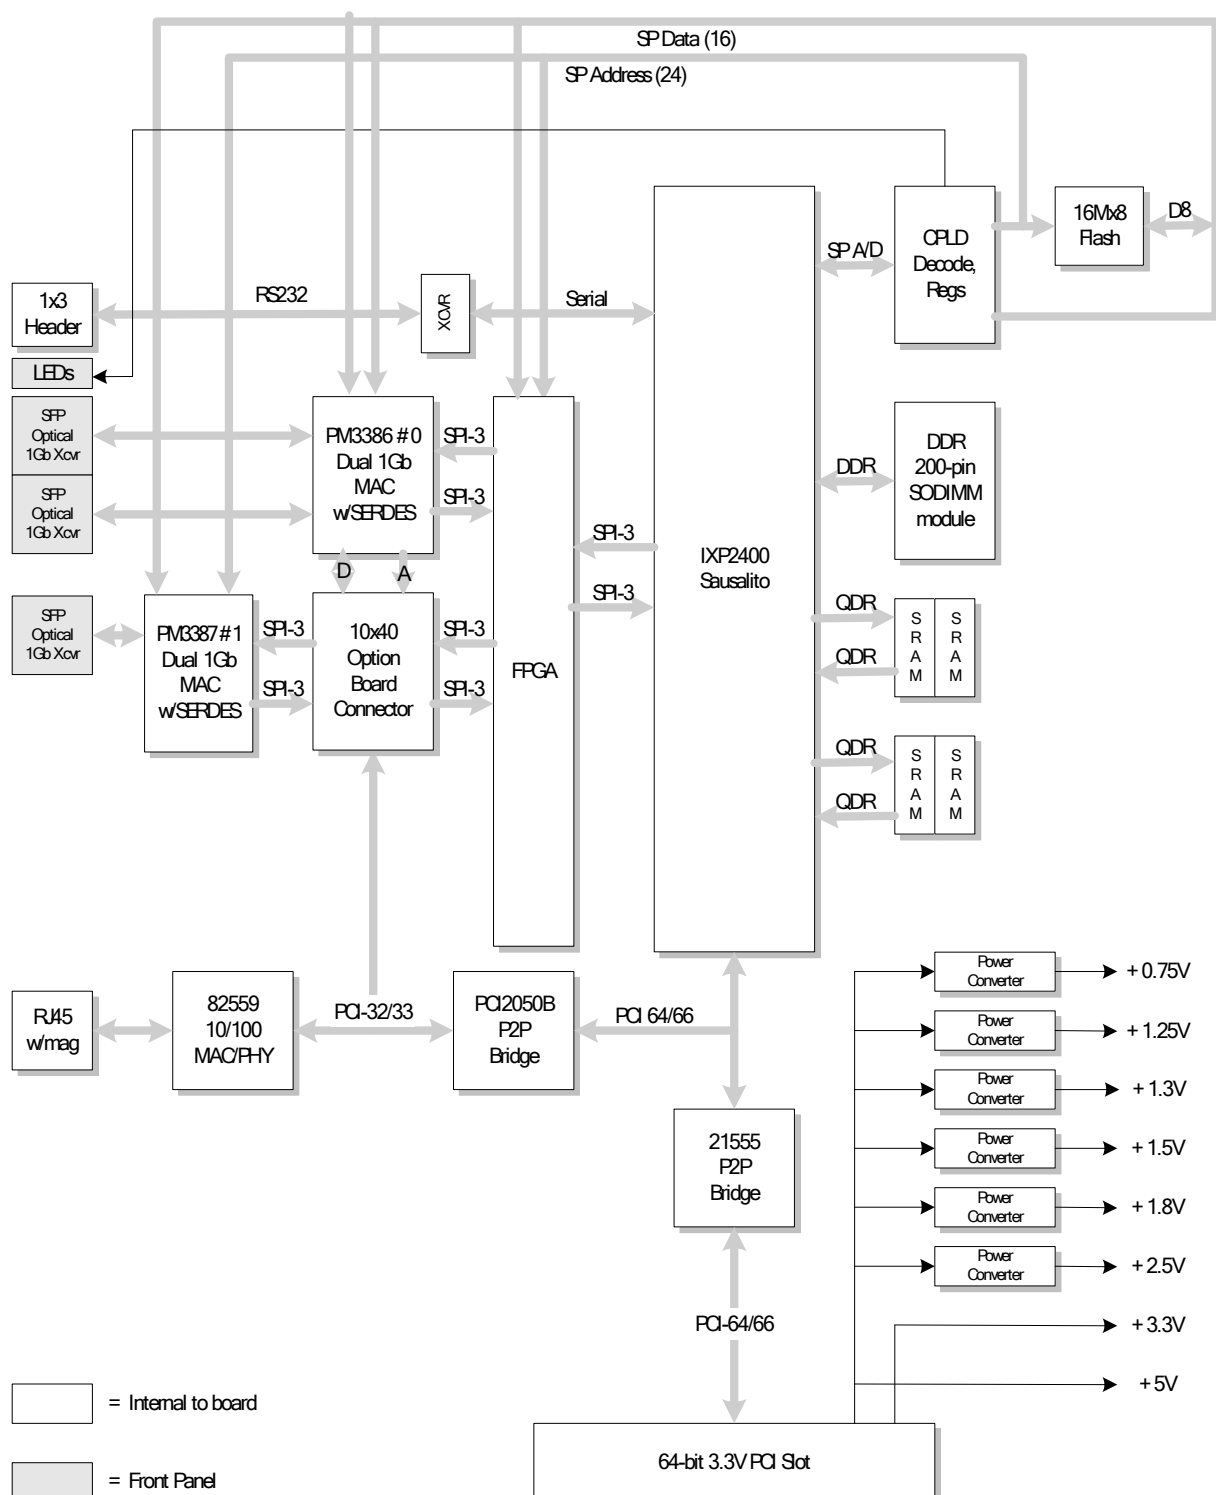 SP Data (16)
SP Address (24)
16Mx8
Flash
D8
CPLD
Decode,
Regs
SP A/D
RS232
XCVR
Serial
1x3
Header
LEDs
SFP
Optical
1Gb Xcvr
SFP
Optical
1Gb Xcvr
PM3386 #0
Dual 1Gb
MAC
w/SERDES
SPI-3
SPI-3
DDR
DDR
200-pin
SODIMM
module
SPI-3
SPI-3
IXP2400
Sausalito
D
A
SFP
Optical
1Gb Xcvr
PM3387 #1
Dual 1Gb
MAC
w/SERDES
SPI-3
SPI-3
10x40
Option
Board
Connector
SPI-3
SPI-3
FPGA
QDR
QDR
SRAM
SRAM
QDR
QDR
SRAM
SRAM
RJ45
w/mag
82559
10/100
MAC/PHY
PCI-32/33
PCI2050B
P2P
Bridge
PCI 64/66
21555
P2P
Bridge
PCI-64/66
Power
Converter
+ 0.75V
Power
Converter
+ 1.25V
Power
Converter
+ 1.3V
Power
Converter
+ 1.5V
Power
Converter
+ 1.8V
Power
Converter
+ 2.5V
+ 3.3V
+ 5V
= Internal to board
= Front Panel
64-bit 3.3V PCI Slot